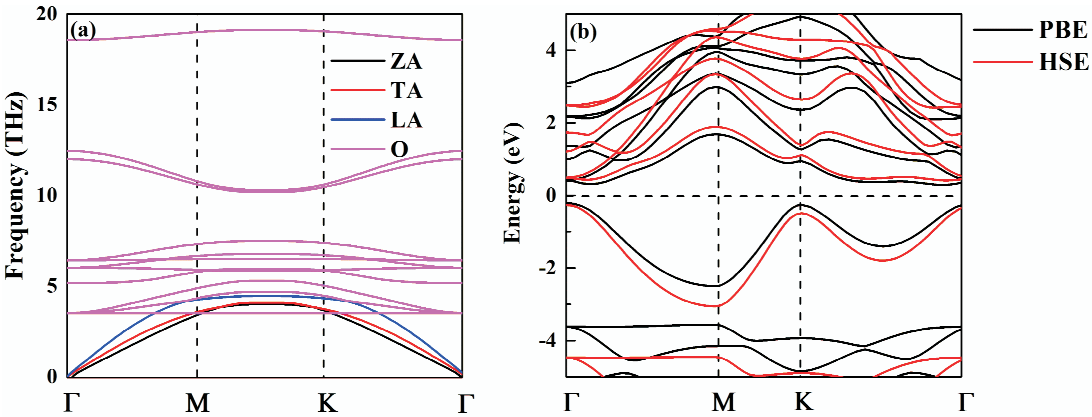 (a)
20
15
10
5
0
Frequency (THz)
ZA
TA
LA
O
Γ M K Γ
(b)
4
2
0
-2
-4
Energy (eV)
Γ M K Γ
PBE
HSE